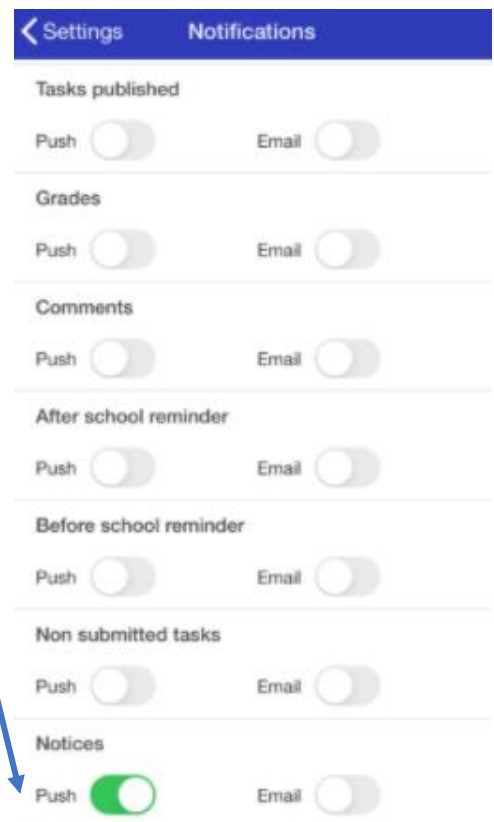 Settings Notifications
Tasks published
Push Email
Grades
Push Email
Comments
Push Email
After school reminder
Push Email
Before school reminder
Push Email
Non submitted tasks
Push Email
Notices
Push Email